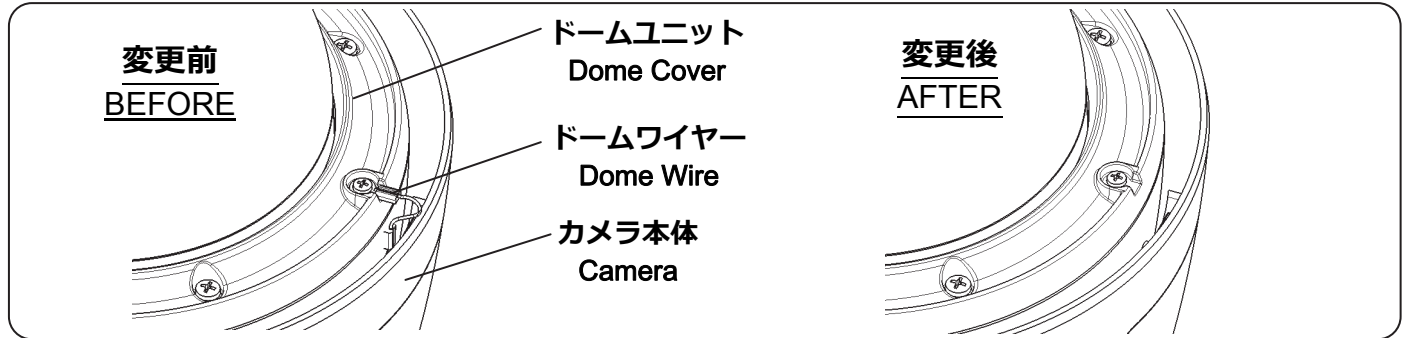 変更前
BEFORE
ドームユニット
Dome Cover
ドームワイヤー
Dome Wire
カメラ本体
Camera
変更後
AFTER